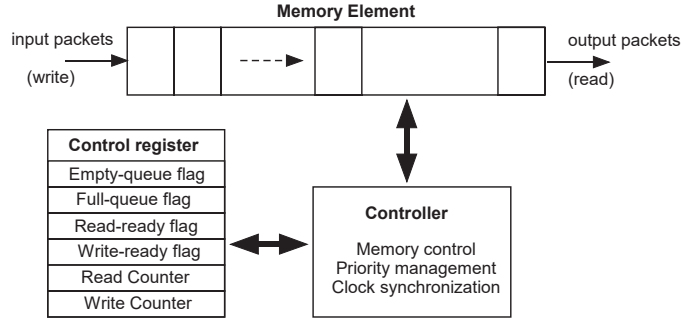 Memory Element
input packets
(write)
output packets
(read)
Control register
Empty-queue flag
Full-queue flag
Read-ready flag
Write-ready flag
Read Counter
Write Counter
Controller
Memory control
Priority management
Clock synchronization